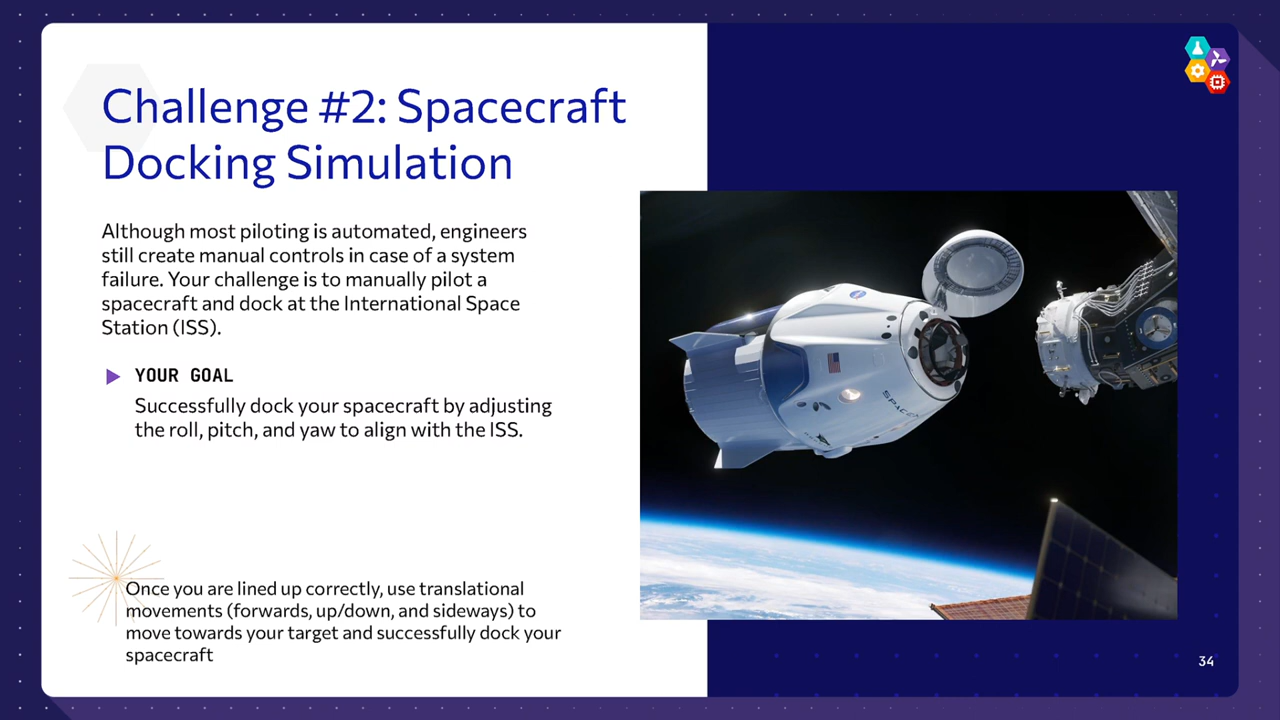 Challenge #2: Spacecraft
Docking Simulation
Although most piloting is automated, engineers
still create manual controls in case of a system
failure. Your challenge is to manually pilot a
spacecraft and dock at the International Space
Station (ISS).
YOUR GOAL
Successfully dock your spacecraft by adjusting
the roll, pitch, and yaw to align with the ISS.
Once you are lined up correctly, use translational
movements (forwards, up/down, and sideways) to
move towards your target and successfully dock your
spacecraft
SPACEX
34